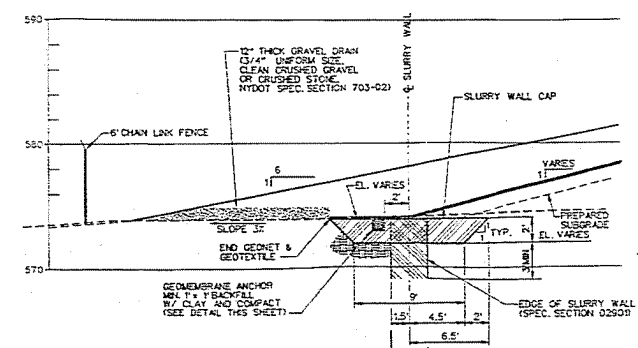 590
12" THICK GRAVEL DRAIN
(3/4" UNIFORM SIZE,
CLEAN CRUSHED GRAVEL
OR CRUSHED STONE,
NYDOT SPEC. SECTION 703-02)
℄ SLURRY WALL
SLURRY WALL CAP
6' CHAIN LINK FENCE
580
6
1
VARIES
1
EL. VARIES
2'
SLOPE 3%
PREPARED
SUBGRADE
EL. VARIES
2'
1
TYP.
END GEONET &
GEOTEXTILE
570
3' MIN.
GEOMEMBRANE ANCHOR
MIN. 1' x 1' BACKFILL
W/ CLAY AND COMPACT
(SEE DETAIL THIS SHEET)
9'
EDGE OF SLURRY WALL
(SPEC. SECTION 02901)
1.5'
4.5'
2'
6.5'